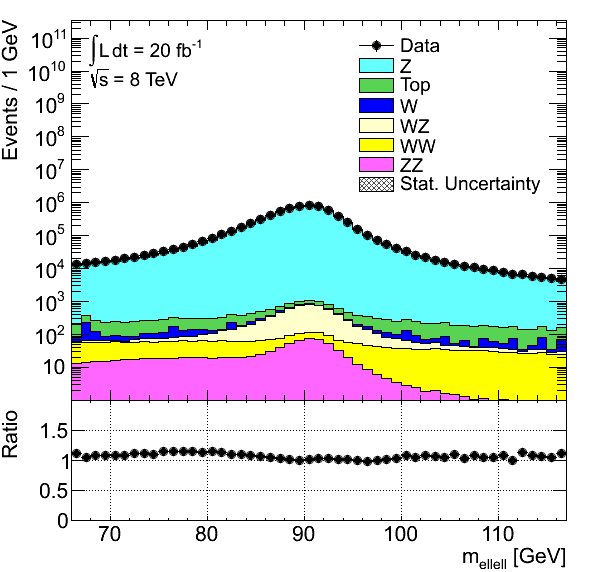 Events / 1 GeV
10¹¹
10¹⁰
10⁹
10⁸
10⁷
10⁶
10⁵
10⁴
10³
10²
10
∫L dt = 20 fb⁻¹
√s = 8 TeV
Data
Z
Top
W
WZ
WW
ZZ
Stat. Uncertainty
Ratio
1.5
1
0.5
0
70 80 90 100 110
m_ellell [GeV]